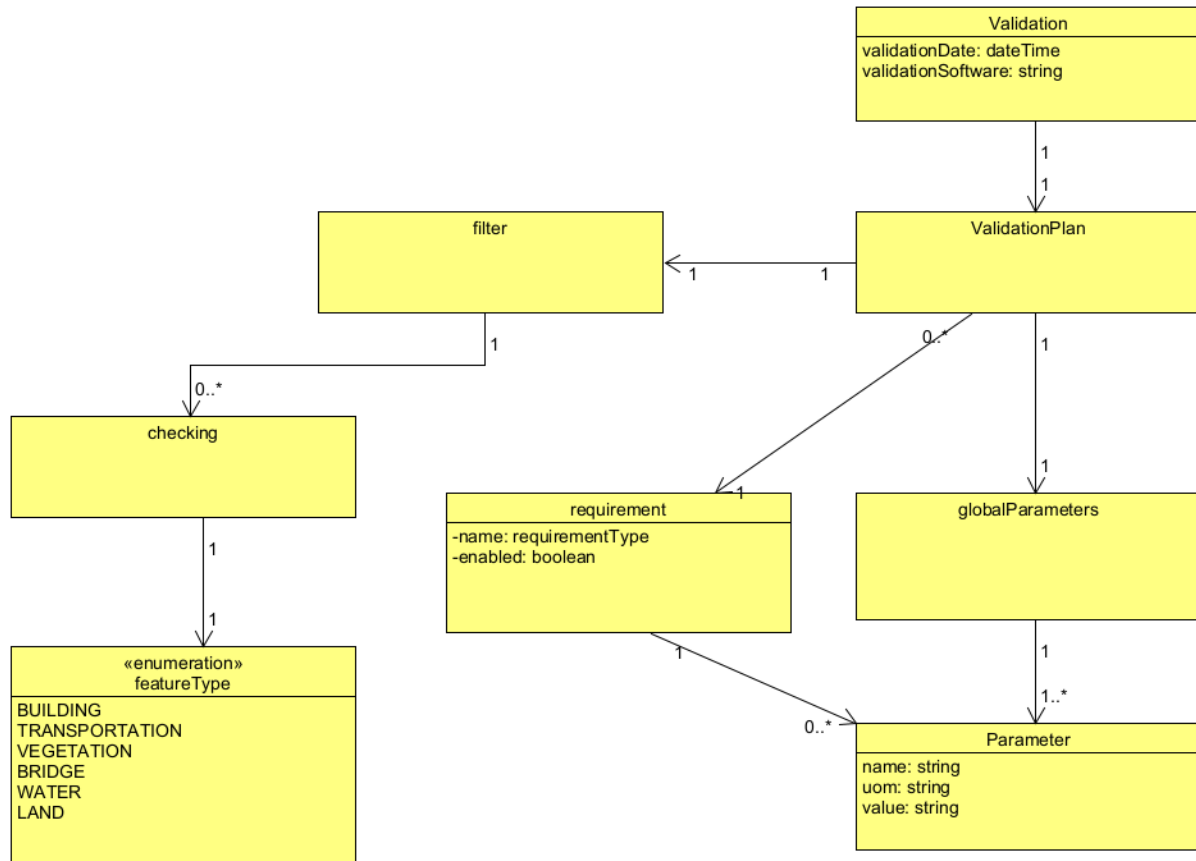 Validation
validationDate: dateTime
validationSoftware: string
1
1
filter
ValidationPlan
1
1
1
0..*
1
0..*
checking
1
1
requirement
-name: requirementType
-enabled: boolean
globalParameters
1
1
«enumeration»
featureType
BUILDING
TRANSPORTATION
VEGETATION
BRIDGE
WATER
LAND
1
1
0..*
1..*
Parameter
name: string
uom: string
value: string